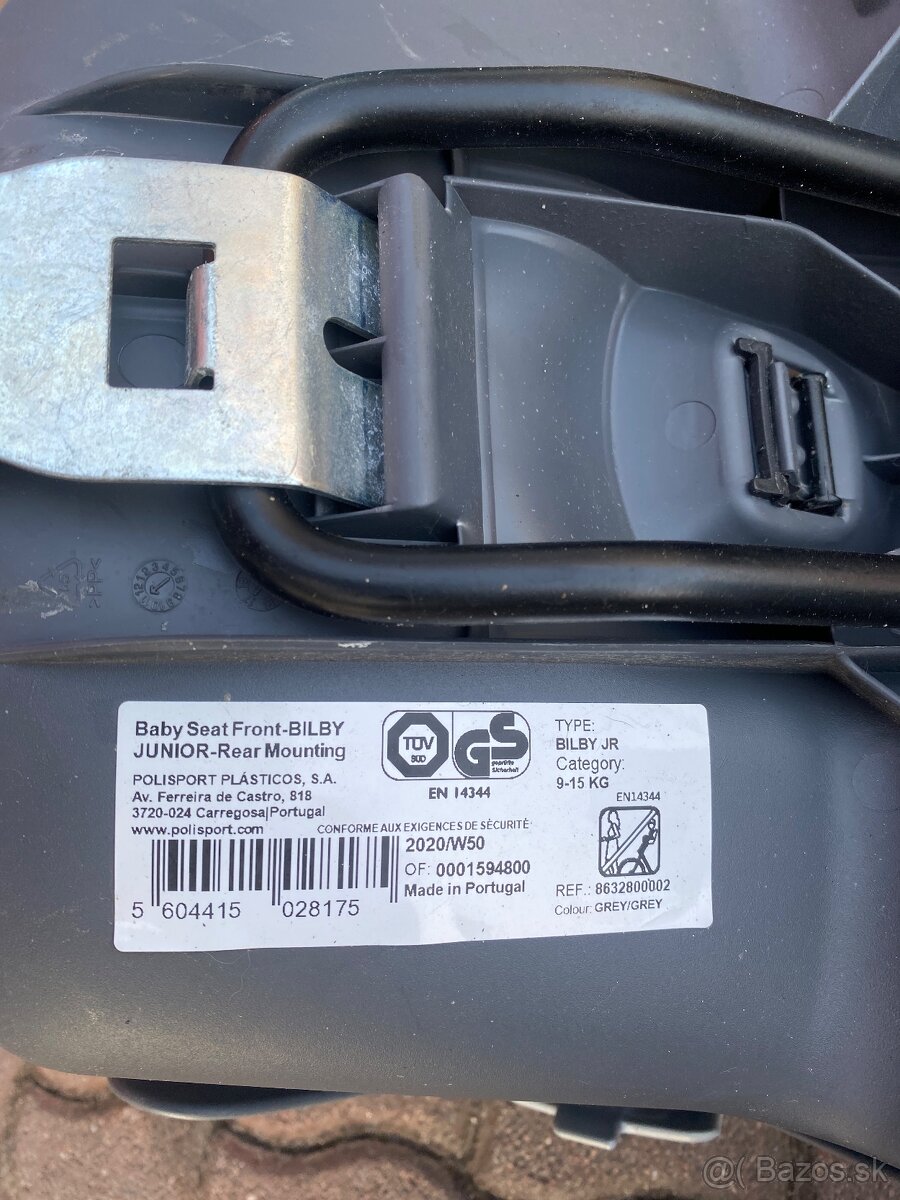 >PP<
Baby Seat Front-BILBY
JUNIOR-Rear Mounting
POLISPORT PLÁSTICOS, S.A.
Av. Ferreira de Castro, 818
3720-024 Carregosa|Portugal
www.polisport.com
TÜV
SÜD
GS
geprüfte
Sicherheit
EN 14344
CONFORME AUX EXIGENCES DE SÉCURITÉ
2020/W50
OF: 0001594800
Made in Portugal
5 604415 028175
TYPE:
BILBY JR
Category:
9-15 KG
EN14344
REF.: 8632800002
Colour: GREY/GREY
@( Bazos.sk